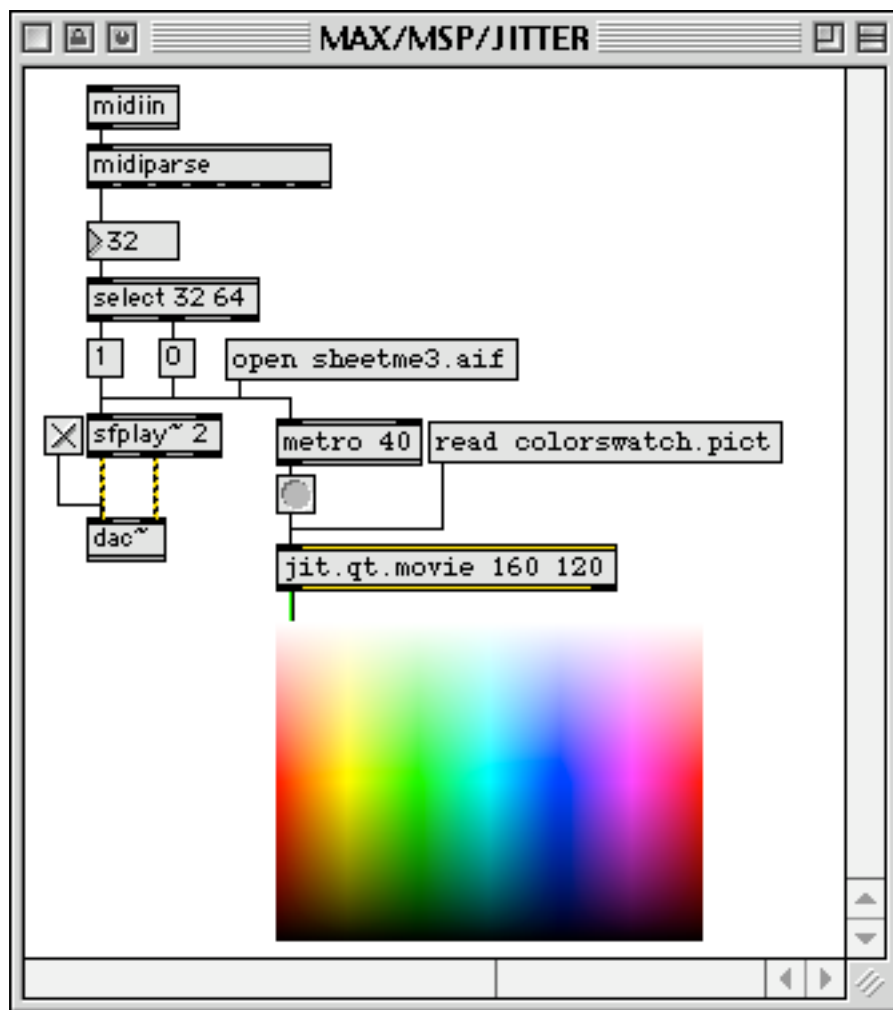 MAX/MSP/JITTER
midiin
midiparse
32
select 32 64
1
0
open sheetme3.aif
sfplay~ 2
metro 40
read colorswatch.pict
dac~
jit.qt.movie 160 120